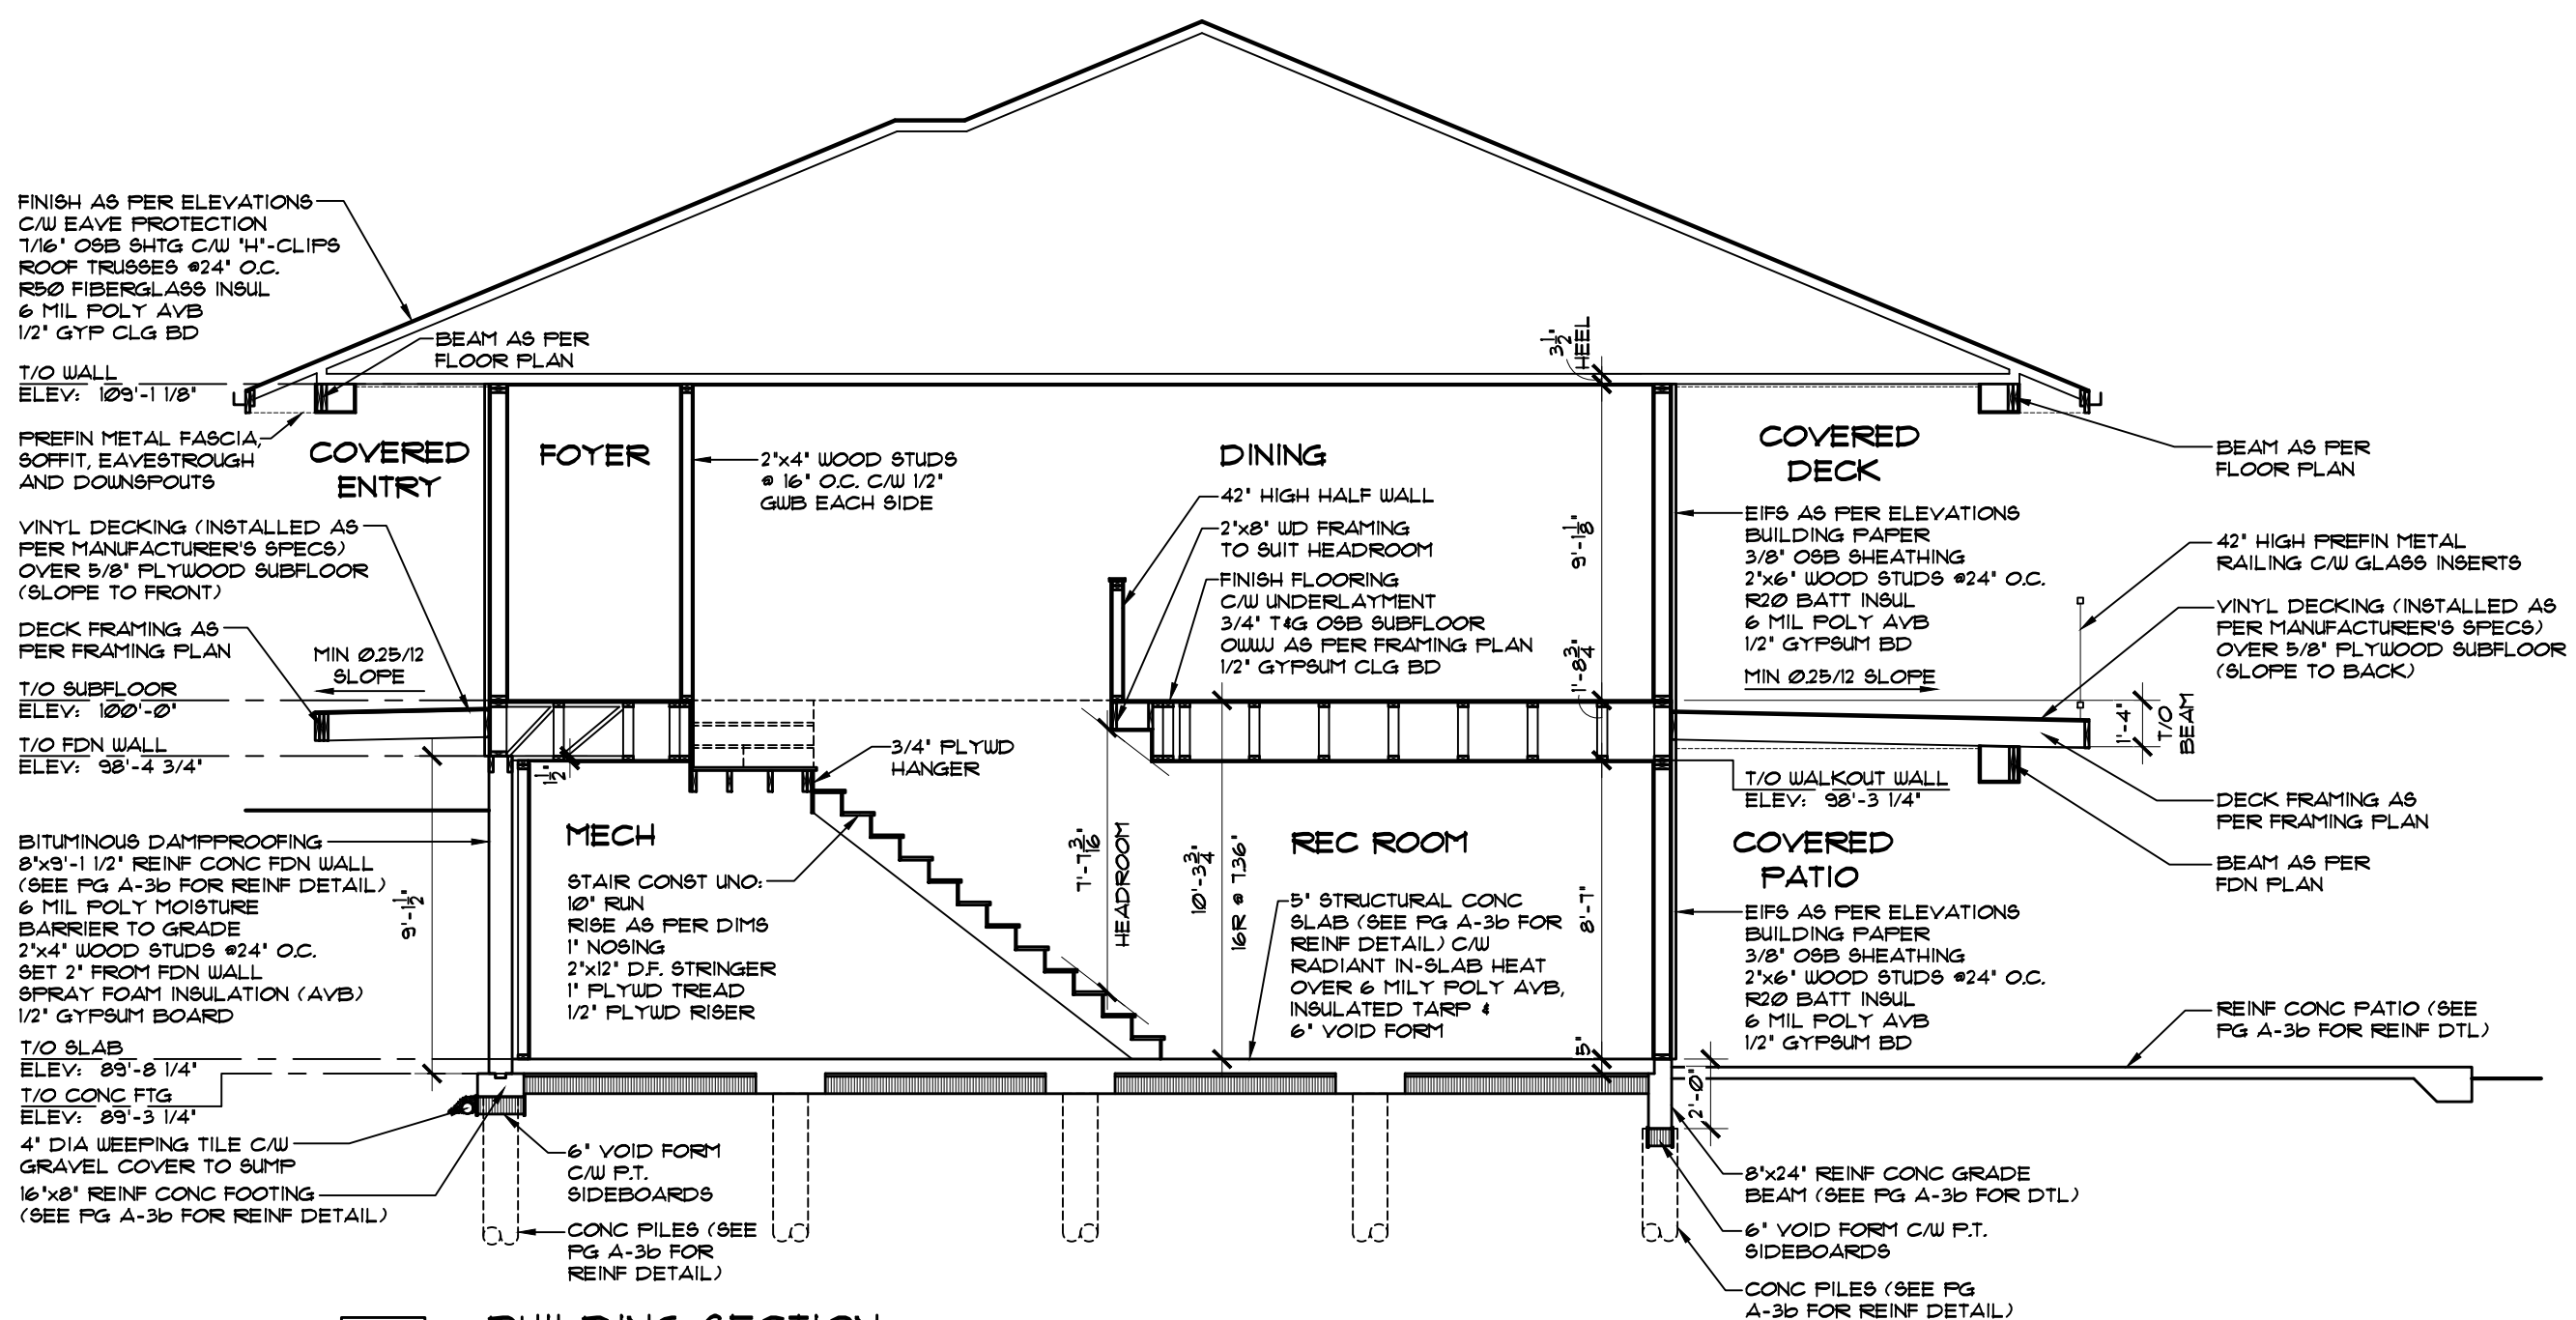 FINISH AS PER ELEVATIONS
C/W EAVE PROTECTION
7/16" OSB SHTG C/W "H"-CLIPS
ROOF TRUSSES @24" O.C.
R50 FIBERGLASS INSUL
6 MIL POLY AVB
1/2" GYP CLG BD
T/O WALL
ELEV: 109'-1 1/8"
PREFIN METAL FASCIA,
SOFFIT, EAVESTROUGH
AND DOWNSPOUTS
VINYL DECKING (INSTALLED AS
PER MANUFACTURER'S SPECS)
OVER 5/8" PLYWOOD SUBFLOOR
(SLOPE TO FRONT)
DECK FRAMING AS
PER FRAMING PLAN
MIN 0.25/12
SLOPE
T/O SUBFLOOR
ELEV: 100'-0"
T/O FDN WALL
ELEV: 98'-4 3/4"
BITUMINOUS DAMPPROOFING
8"x9'-1 1/2" REINF CONC FDN WALL
(SEE PG A-3b FOR REINF DETAIL)
6 MIL POLY MOISTURE
BARRIER TO GRADE
2"x4" WOOD STUDS @24" O.C.
SET 2" FROM FDN WALL
SPRAY FOAM INSULATION (AVB)
1/2" GYPSUM BOARD
9'-1 1/2"
T/O SLAB
ELEV: 89'-8 1/4"
T/O CONC FTG
ELEV: 89'-3 1/4"
4" DIA WEEPING TILE C/W
GRAVEL COVER TO SUMP
16"x8" REINF CONC FOOTING
(SEE PG A-3b FOR REINF DETAIL)
BEAM AS PER
FLOOR PLAN
COVERED
ENTRY
FOYER
2"x4" WOOD STUDS
@ 16" O.C. C/W 1/2"
GWB EACH SIDE
DINING
42" HIGH HALF WALL
2"x8" WD FRAMING
TO SUIT HEADROOM
FINISH FLOORING
C/W UNDERLAYMENT
3/4" T&G OSB SUBFLOOR
OWWJ AS PER FRAMING PLAN
1/2" GYPSUM CLG BD
3 1/2"
HEEL
9'-1 1/8"
1'-8 3/4"
1 1/2"
3/4" PLYWD
HANGER
MECH
STAIR CONST UNO:
10" RUN
RISE AS PER DIMS
1" NOSING
2"x12" D.F. STRINGER
1" PLYWD TREAD
1/2" PLYWD RISER
7'-7 3/16"
HEADROOM
10'-3 3/4"
16R @ 7.736"
REC ROOM
5" STRUCTURAL CONC
SLAB (SEE PG A-3b FOR
REINF DETAIL) C/W
RADIANT IN-SLAB HEAT
OVER 6 MILY POLY AVB,
INSULATED TARP &
6" VOID FORM
8'-7"
5"
6" VOID FORM
C/W P.T.
SIDEBOARDS
CONC PILES (SEE
PG A-3b FOR
REINF DETAIL)
COVERED
DECK
EIFS AS PER ELEVATIONS
BUILDING PAPER
3/8" OSB SHEATHING
2"x6" WOOD STUDS @24" O.C.
R20 BATT INSUL
6 MIL POLY AVB
1/2" GYPSUM BD
MIN 0.25/12 SLOPE
T/O WALKOUT WALL
ELEV: 98'-3 1/4"
COVERED
PATIO
EIFS AS PER ELEVATIONS
BUILDING PAPER
3/8" OSB SHEATHING
2"x6" WOOD STUDS @24" O.C.
R20 BATT INSUL
6 MIL POLY AVB
1/2" GYPSUM BD
2'-0"
8"x24" REINF CONC GRADE
BEAM (SEE PG A-3b FOR DTL)
6" VOID FORM C/W P.T.
SIDEBOARDS
CONC PILES (SEE PG
A-3b FOR REINF DETAIL)
BEAM AS PER
FLOOR PLAN
42" HIGH PREFIN METAL
RAILING C/W GLASS INSERTS
VINYL DECKING (INSTALLED AS
PER MANUFACTURER'S SPECS)
OVER 5/8" PLYWOOD SUBFLOOR
(SLOPE TO BACK)
1'-4"
T/O
BEAM
DECK FRAMING AS
PER FRAMING PLAN
BEAM AS PER
FDN PLAN
REINF CONC PATIO (SEE
PG A-3b FOR REINF DTL)
BUILDING SECTION